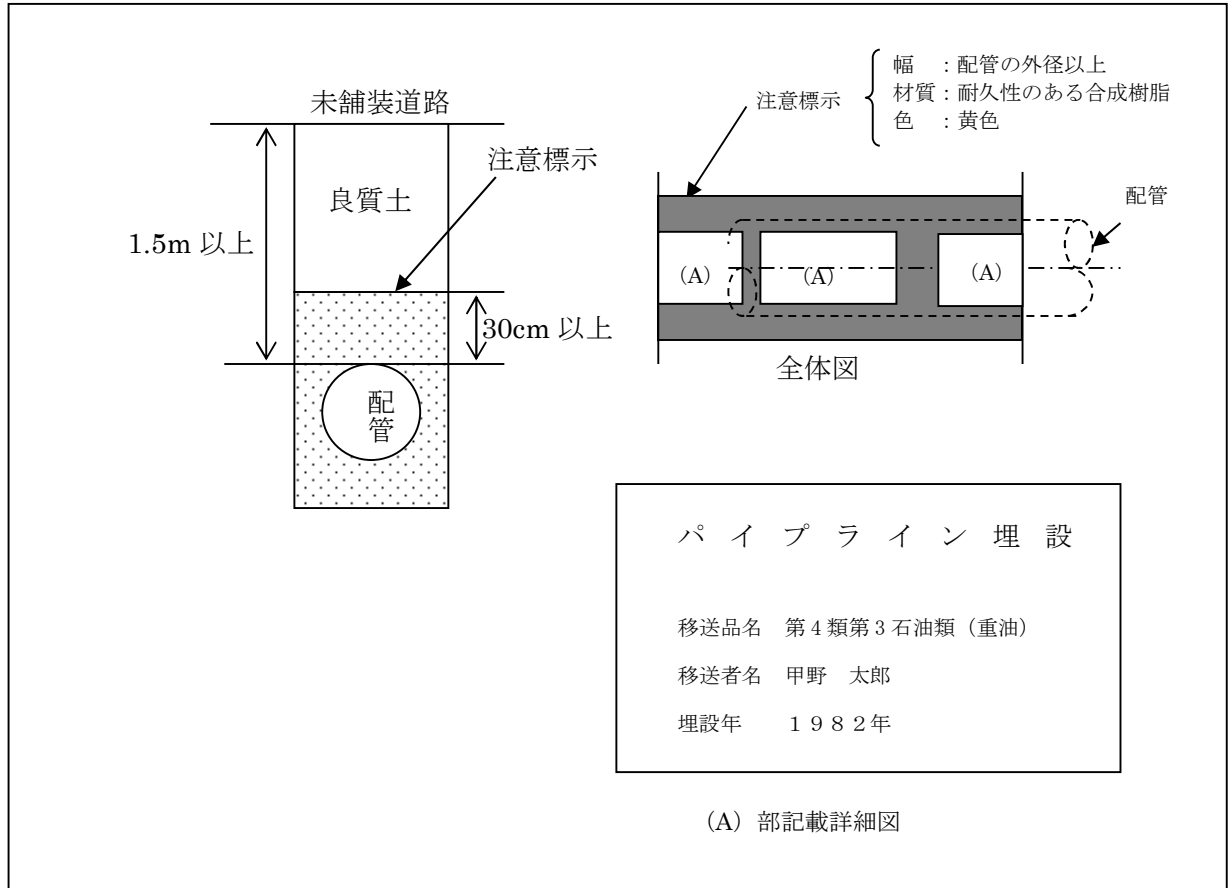 未舗装道路
注意標示
良質土
1.5m 以上
30cm 以上
配
管
注意標示
幅　：配管の外径以上
材質：耐久性のある合成樹脂
色　：黄色
配管
(A)
(A)
(A)
全体図
パイプライン埋設
移送品名　第４類第３石油類（重油）
移送者名　甲野　太郎
埋設年　　１９８２年
(A) 部記載詳細図